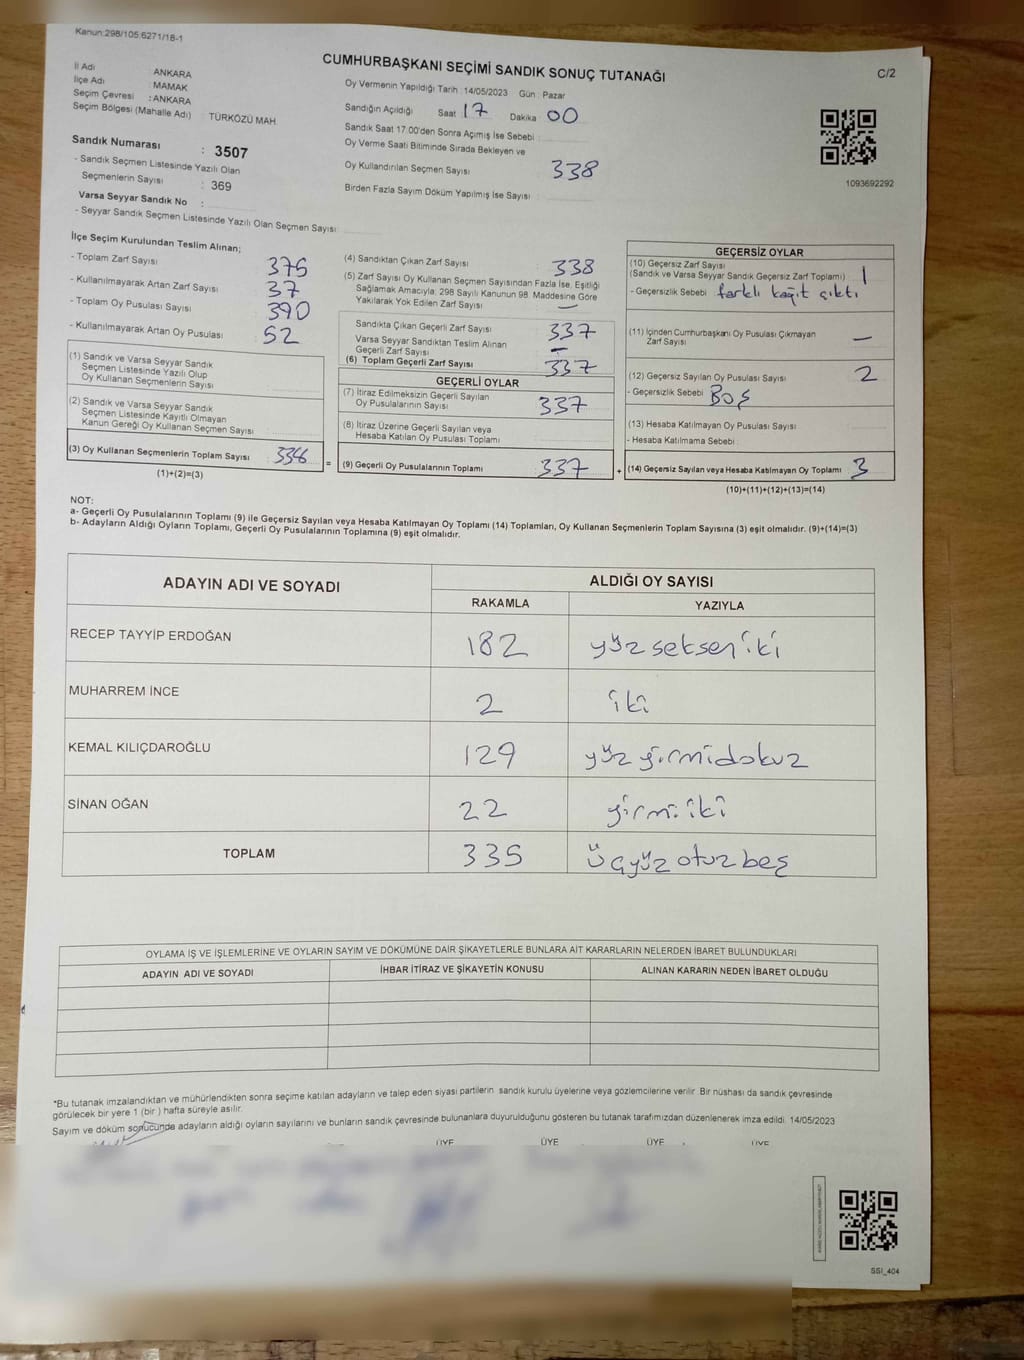 Kanun:298/105.6271/18-1
CUMHURBAŞKANI SEÇİMİ SANDIK SONUÇ TUTANAĞI
C/2
İl Adı : ANKARA
İlçe Adı : MAMAK
Seçim Çevresi : ANKARA
Seçim Bölgesi (Mahalle Adı) : TÜRKÖZÜ MAH.
Oy Vermenin Yapıldığı Tarih :14/05/2023 Gün : Pazar
Sandığın Açıldığı Saat 17 Dakika 00
Sandık Saat 17:00'den Sonra Açımış İse Sebebi :
Oy Verme Saati Bitiminde Sırada Bekleyen ve
Oy Kullandırılan Seçmen Sayısı 338
Birden Fazla Sayım Döküm Yapılmış İse Sayısı :
1093692292
Sandık Numarası : 3507
- Sandık Seçmen Listesinde Yazılı Olan
Seçmenlerin Sayısı : 369
Varsa Seyyar Sandık No :
- Seyyar Sandık Seçmen Listesinde Yazılı Olan Seçmen Sayısı :
İlçe Seçim Kurulundan Teslim Alınan;
- Toplam Zarf Sayısı 375
- Kullanılmayarak Artan Zarf Sayısı 37
- Toplam Oy Pusulası Sayısı 390
- Kullanılmayarak Artan Oy Pusulası 52
(1) Sandık ve Varsa Seyyar Sandık
Seçmen Listesinde Yazılı Olup
Oy Kullanan Seçmenlerin Sayısı
(2) Sandık ve Varsa Seyyar Sandık
Seçmen Listesinde Kayıtlı Olmayan
Kanun Gereği Oy Kullanan Seçmen Sayısı
(3) Oy Kullanan Seçmenlerin Toplam Sayısı 338
(1)+(2)=(3)
(4) Sandıktan Çıkan Zarf Sayısı 338
(5) Zarf Sayısı Oy Kullanan Seçmen Sayısından Fazla İse, Eşitliği
Sağlamak Amacıyla, 298 Sayılı Kanunun 98. Maddesine Göre
Yakılarak Yok Edilen Zarf Sayısı —
Sandıkta Çıkan Geçerli Zarf Sayısı 337
Varsa Seyyar Sandıktan Teslim Alınan
Geçerli Zarf Sayısı —
(6) Toplam Geçerli Zarf Sayısı 337
GEÇERLİ OYLAR
(7) İtiraz Edilmeksizin Geçerli Sayılan
Oy Pusulalarının Sayısı 337
(8) İtiraz Üzerine Geçerli Sayılan veya
Hesaba Katılan Oy Pusulası Toplamı
= (9) Geçerli Oy Pusulalarının Toplamı 337 +
GEÇERSİZ OYLAR
(10) Geçersiz Zarf Sayısı
(Sandık ve Varsa Seyyar Sandık Geçersiz Zarf Toplamı) 1
- Geçersizlik Sebebi farklı kağıt çıktı
(11) İçinden Cumhurbaşkanı Oy Pusulası Çıkmayan
Zarf Sayısı —
(12) Geçersiz Sayılan Oy Pusulası Sayısı 2
- Geçersizlik Sebebi Boş
(13) Hesaba Katılmayan Oy Pusulası Sayısı
- Hesaba Katılmama Sebebi :
(14) Geçersiz Sayılan veya Hesaba Katılmayan Oy Toplamı 3
(10)+(11)+(12)+(13)=(14)
NOT:
a- Geçerli Oy Pusulalarının Toplamı (9) ile Geçersiz Sayılan veya Hesaba Katılmayan Oy Toplamı (14) Toplamları, Oy Kullanan Seçmenlerin Toplam Sayısına (3) eşit olmalıdır. (9)+(14)=(3)
b- Adayların Aldığı Oyların Toplamı, Geçerli Oy Pusulalarının Toplamına (9) eşit olmalıdır.
ADAYIN ADI VE SOYADI ALDIĞI OY SAYISI
RAKAMLA YAZIYLA
RECEP TAYYİP ERDOĞAN 182 yüz seksen iki
MUHARREM İNCE 2 iki
KEMAL KILIÇDAROĞLU 129 yüz yirmidokuz
SİNAN OĞAN 22 yirmi iki
TOPLAM 335 üçyüz otuz beş
OYLAMA İŞ VE İŞLEMLERİNE VE OYLARIN SAYIM VE DÖKÜMÜNE DAİR ŞİKAYETLERLE BUNLARA AİT KARARLARIN NELERDEN İBARET BULUNDUKLARI
ADAYIN ADI VE SOYADI İHBAR İTİRAZ VE ŞİKAYETİN KONUSU ALINAN KARARIN NEDEN İBARET OLDUĞU
*Bu tutanak imzalandıktan ve mühürlendikten sonra seçime katılan adayların ve talep eden siyasi partilerin sandık kurulu üyelerine veya gözlemcilerine verilir. Bir nüshası da sandık çevresinde
görülecek bir yere 1 (bir ) hafta süreyle asılır.
Sayım ve döküm sonucunda adayların aldığı oyların sayılarını ve bunların sandık çevresinde bulunanlara duyurulduğunu gösteren bu tutanak tarafımızdan düzenlenerek imza edildi. 14/05/2023
ÜYE ÜYE ÜYE ÜYE
SSI_404